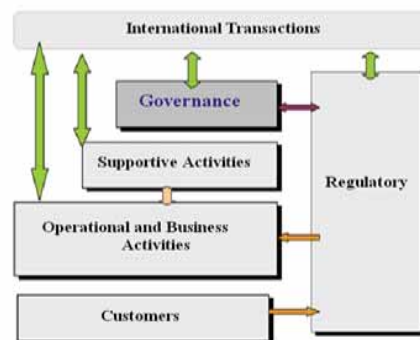 International Transactions
Governance
Supportive Activities
Regulatory
Operational and Business
Activities
Customers